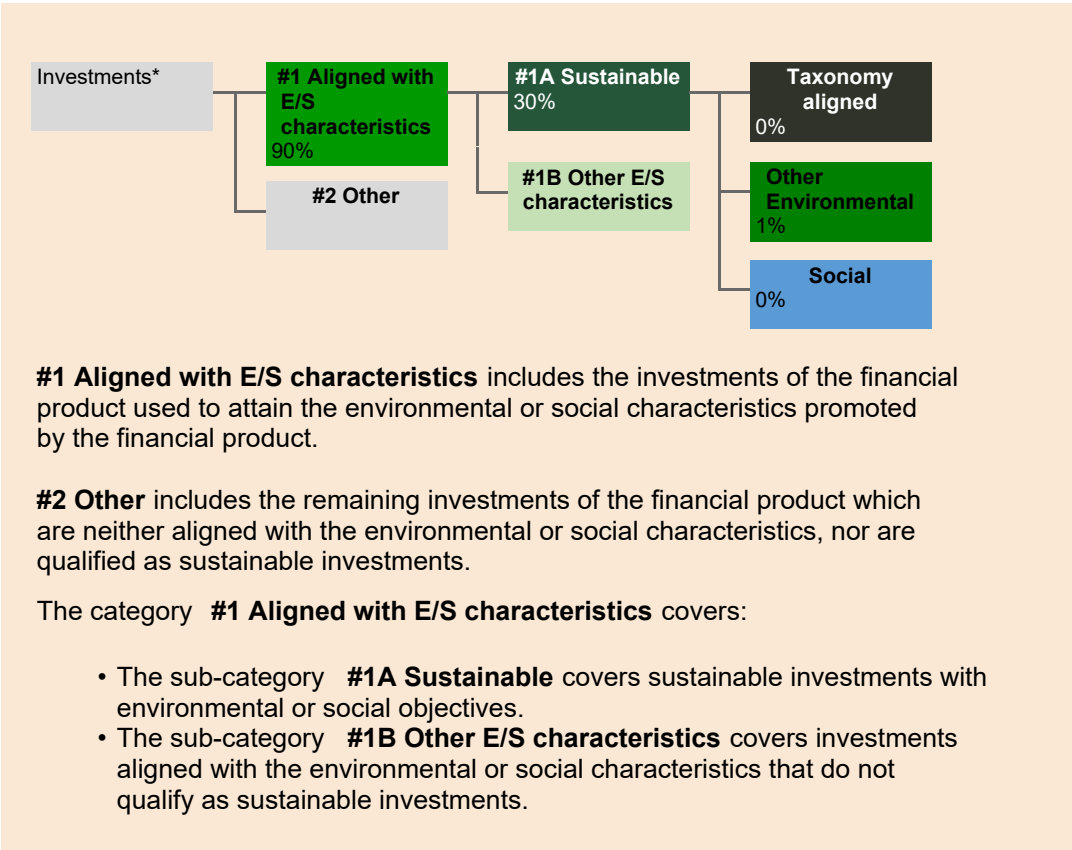 Investments*
#1 Aligned with
E/S
characteristics
90%
#2 Other
#1A Sustainable
30%
#1B Other E/S
characteristics
Taxonomy
aligned
0%
Other
Environmental
1%
Social
0%
#1 Aligned with E/S characteristics includes the investments of the financial
product used to attain the environmental or social characteristics promoted
by the financial product.
#2 Other includes the remaining investments of the financial product which
are neither aligned with the environmental or social characteristics, nor are
qualified as sustainable investments.
The category #1 Aligned with E/S characteristics covers:
• The sub-category #1A Sustainable covers sustainable investments with
environmental or social objectives.
• The sub-category #1B Other E/S characteristics covers investments
aligned with the environmental or social characteristics that do not
qualify as sustainable investments.